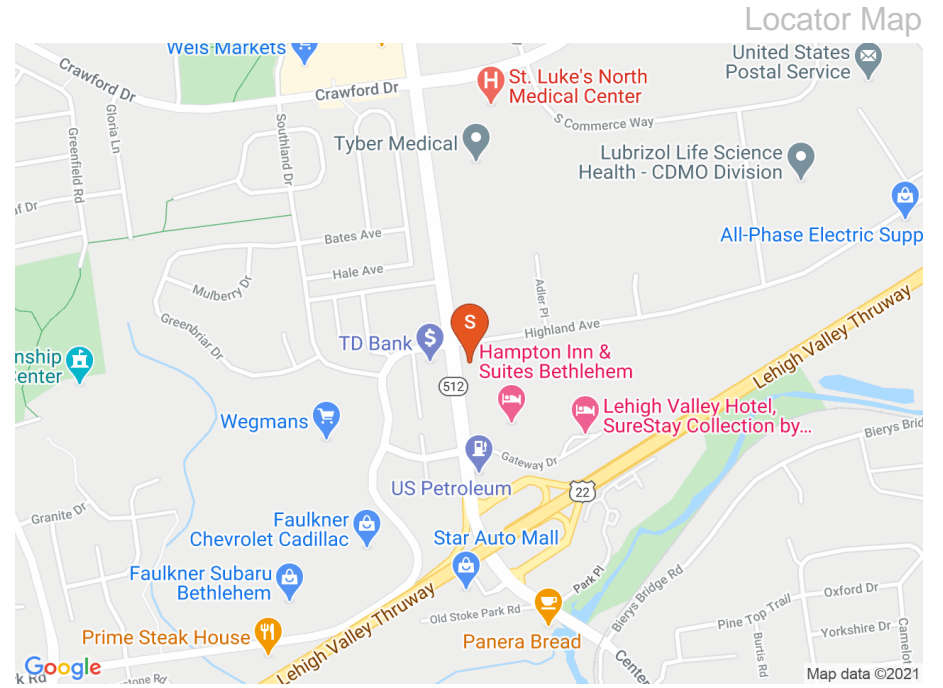 Locator Map
Weis Markets
United States
Postal Service
Crawford Dr
Crawford Dr
St. Luke's North
Medical Center
Gloria Ln
S Commerce Way
Greenfield Rd
Southland Dr
Tyber Medical
Lubrizol Life Science
Health - CDMO Division
af Dr
All-Phase Electric Supp
Bates Ave
Hale Ave
Mulberry Dr
Adler Pl
Greenbriar Dr
S
Highland Ave
Lehigh Valley Thruway
TD Bank
Hampton Inn &
Suites Bethlehem
nship
Center
512
Wegmans
Lehigh Valley Hotel,
SureStay Collection by...
Bierys Brid
Gateway Dr
US Petroleum
22
Granite Dr
Faulkner
Chevrolet Cadillac
Star Auto Mall
Faulkner Subaru
Bethlehem
Park Pl
Bierys Bridge Rd
Oxford Dr
Pine Top Trail
Old Stoke Park Rd
Prime Steak House
Panera Bread
Yorkshire Dr
Burtis Rd
Camelot
Lehigh Valley Thruway
Center
Google
k Rd
stone Rd
Map data ©2021